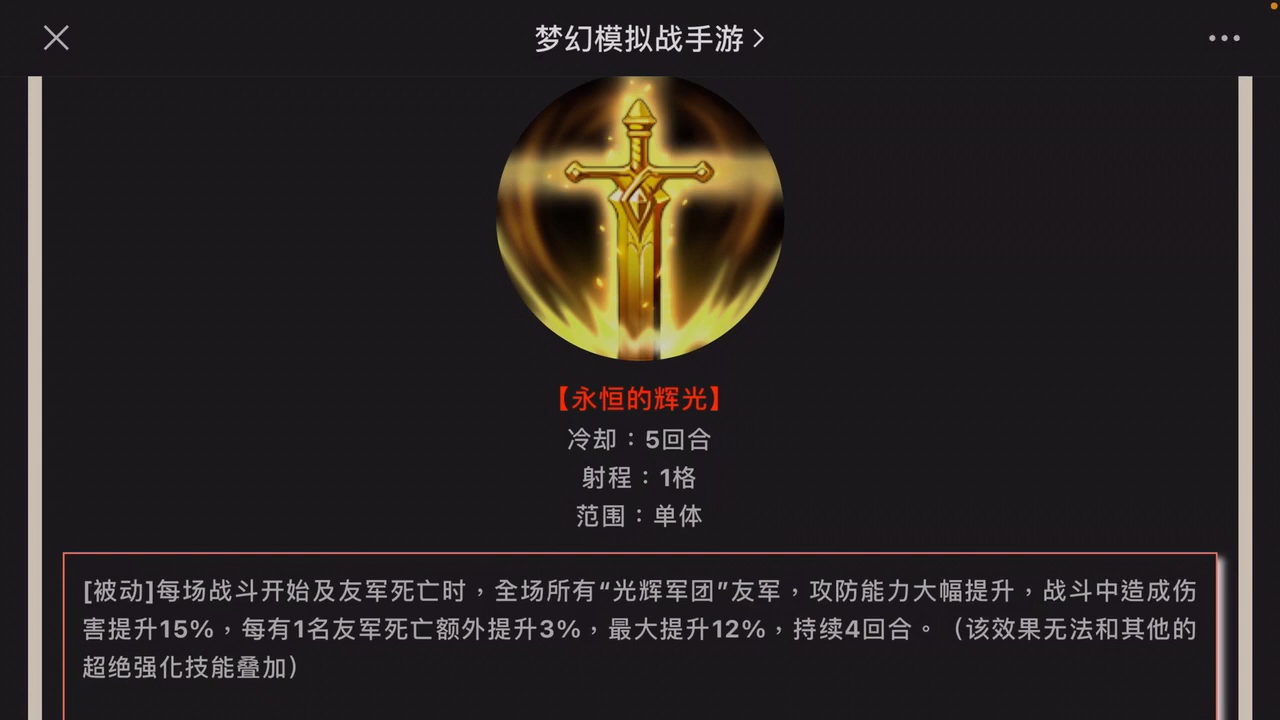 梦幻模拟战手游
【永恒的辉光】
冷却：5回合
射程：1格
范围：单体
[被动]每场战斗开始及友军死亡时，全场所有“光辉军团”友军，攻防能力大幅提升，战斗中造成伤
害提升15%，每有1名友军死亡额外提升3%，最大提升12%，持续4回合。（该效果无法和其他的
超绝强化技能叠加）